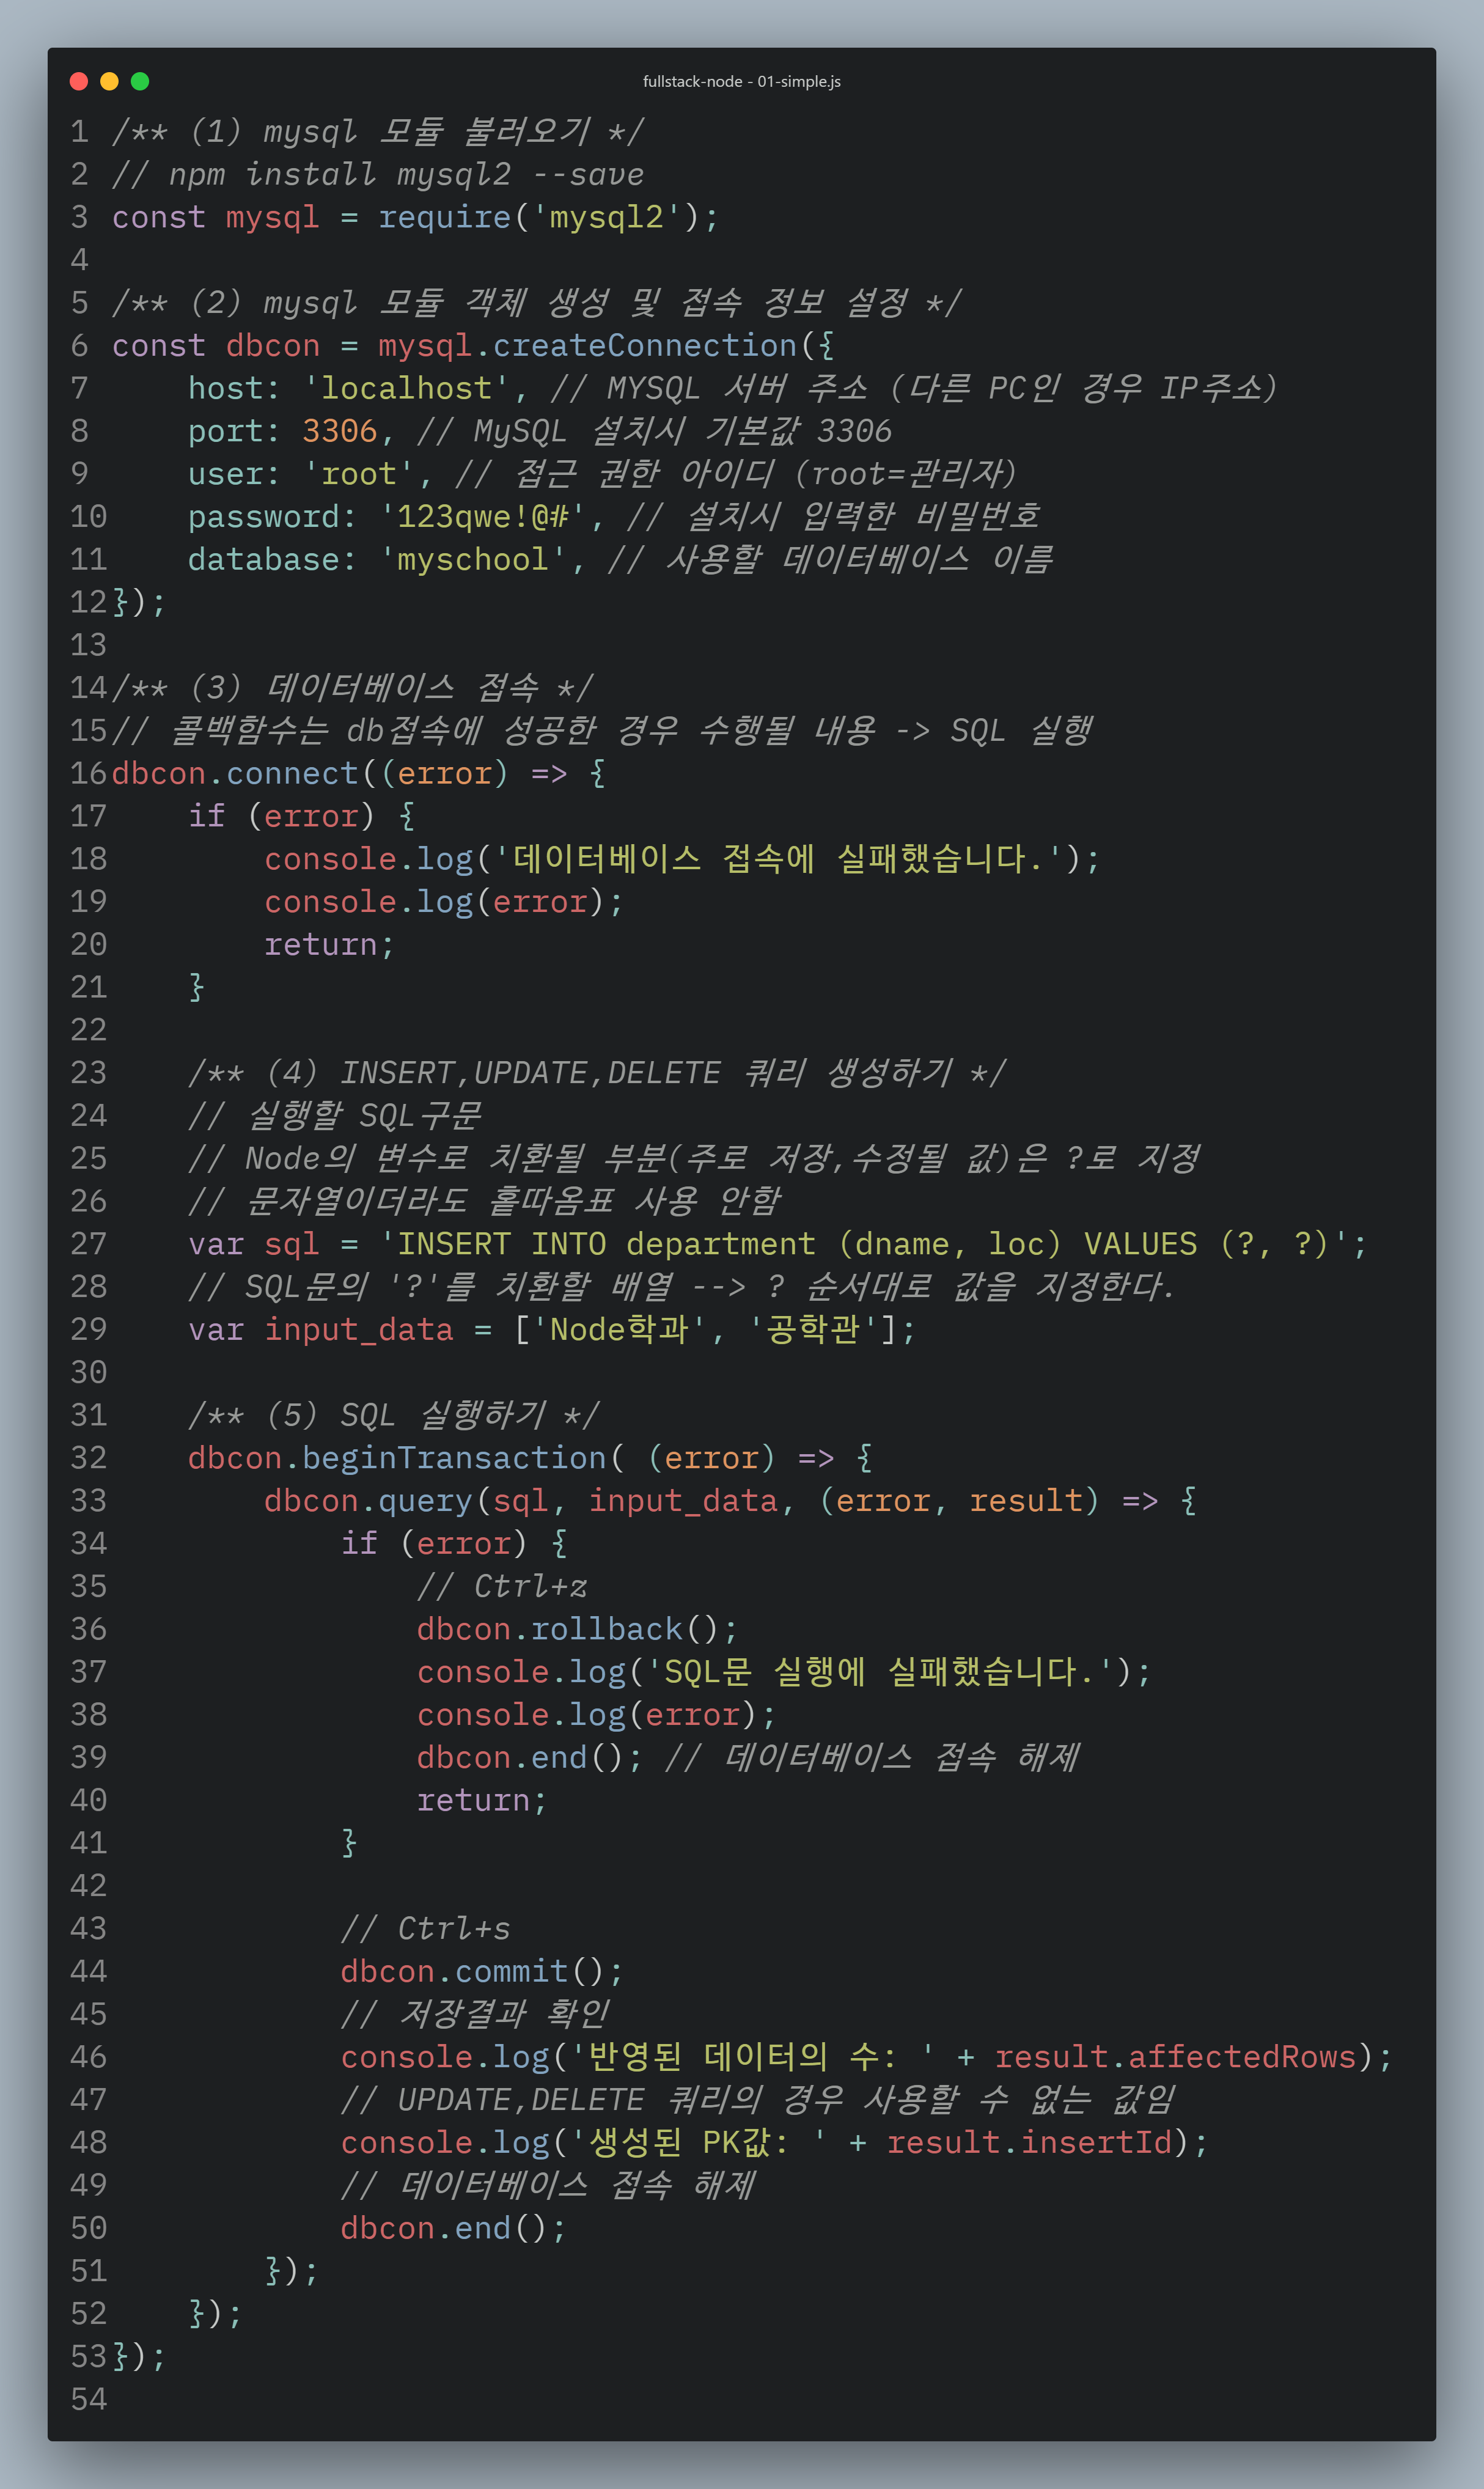 fullstack-node - 01-simple.js
1 /** (1) mysql 모듈 불러오기 */
2 // npm install mysql2 --save
3 const mysql = require('mysql2');
4
5 /** (2) mysql 모듈 객체 생성 및 접속 정보 설정 */
6 const dbcon = mysql.createConnection({
7     host: 'localhost', // MYSQL 서버 주소 (다른 PC인 경우 IP주소)
8     port: 3306, // MySQL 설치시 기본값 3306
9     user: 'root', // 접근 권한 아이디 (root=관리자)
10     password: '123qwe!@#', // 설치시 입력한 비밀번호
11     database: 'myschool', // 사용할 데이터베이스 이름
12 });
13
14 /** (3) 데이터베이스 접속 */
15 // 콜백함수는 db접속에 성공한 경우 수행될 내용 -> SQL 실행
16 dbcon.connect((error) => {
17     if (error) {
18         console.log('데이터베이스 접속에 실패했습니다.');
19         console.log(error);
20         return;
21     }
22
23     /** (4) INSERT,UPDATE,DELETE 쿼리 생성하기 */
24     // 실행할 SQL구문
25     // Node의 변수로 치환될 부분(주로 저장,수정될 값)은 ?로 지정
26     // 문자열이더라도 홑따옴표 사용 안함
27     var sql = 'INSERT INTO department (dname, loc) VALUES (?, ?)';
28     // SQL문의 '?'를 치환할 배열 --> ? 순서대로 값을 지정한다.
29     var input_data = ['Node학과', '공학관'];
30
31     /** (5) SQL 실행하기 */
32     dbcon.beginTransaction( (error) => {
33         dbcon.query(sql, input_data, (error, result) => {
34             if (error) {
35                 // Ctrl+z
36                 dbcon.rollback();
37                 console.log('SQL문 실행에 실패했습니다.');
38                 console.log(error);
39                 dbcon.end(); // 데이터베이스 접속 해제
40                 return;
41             }
42
43             // Ctrl+s
44             dbcon.commit();
45             // 저장결과 확인
46             console.log('반영된 데이터의 수: ' + result.affectedRows);
47             // UPDATE,DELETE 쿼리의 경우 사용할 수 없는 값임
48             console.log('생성된 PK값: ' + result.insertId);
49             // 데이터베이스 접속 해제
50             dbcon.end();
51         });
52     });
53 });
54